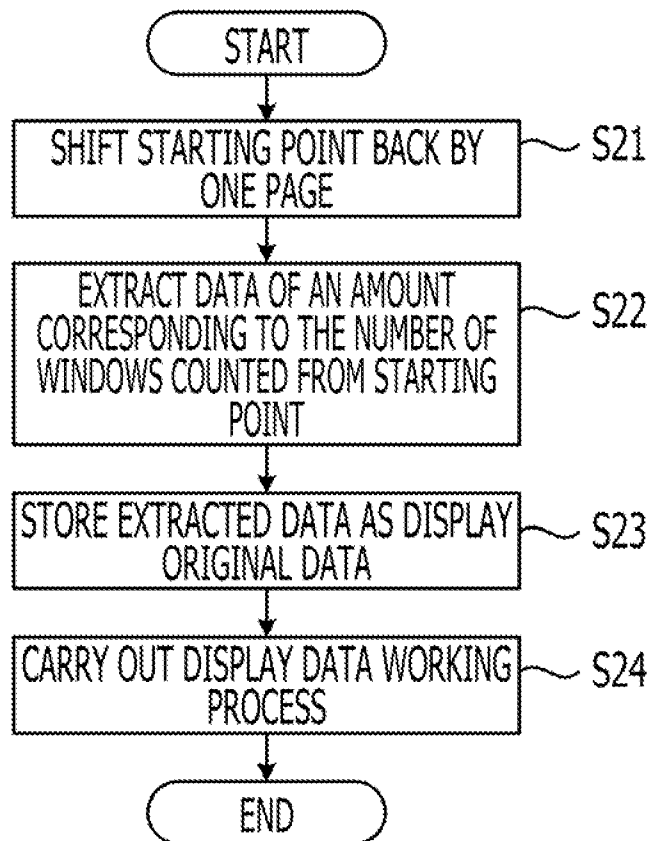 START
SHIFT STARTING POINT BACK BY
ONE PAGE
S21
EXTRACT DATA OF AN AMOUNT
CORRESPONDING TO THE NUMBER OF
WINDOWS COUNTED FROM STARTING
POINT
S22
STORE EXTRACTED DATA AS DISPLAY
ORIGINAL DATA
S23
CARRY OUT DISPLAY DATA WORKING
PROCESS
S24
END